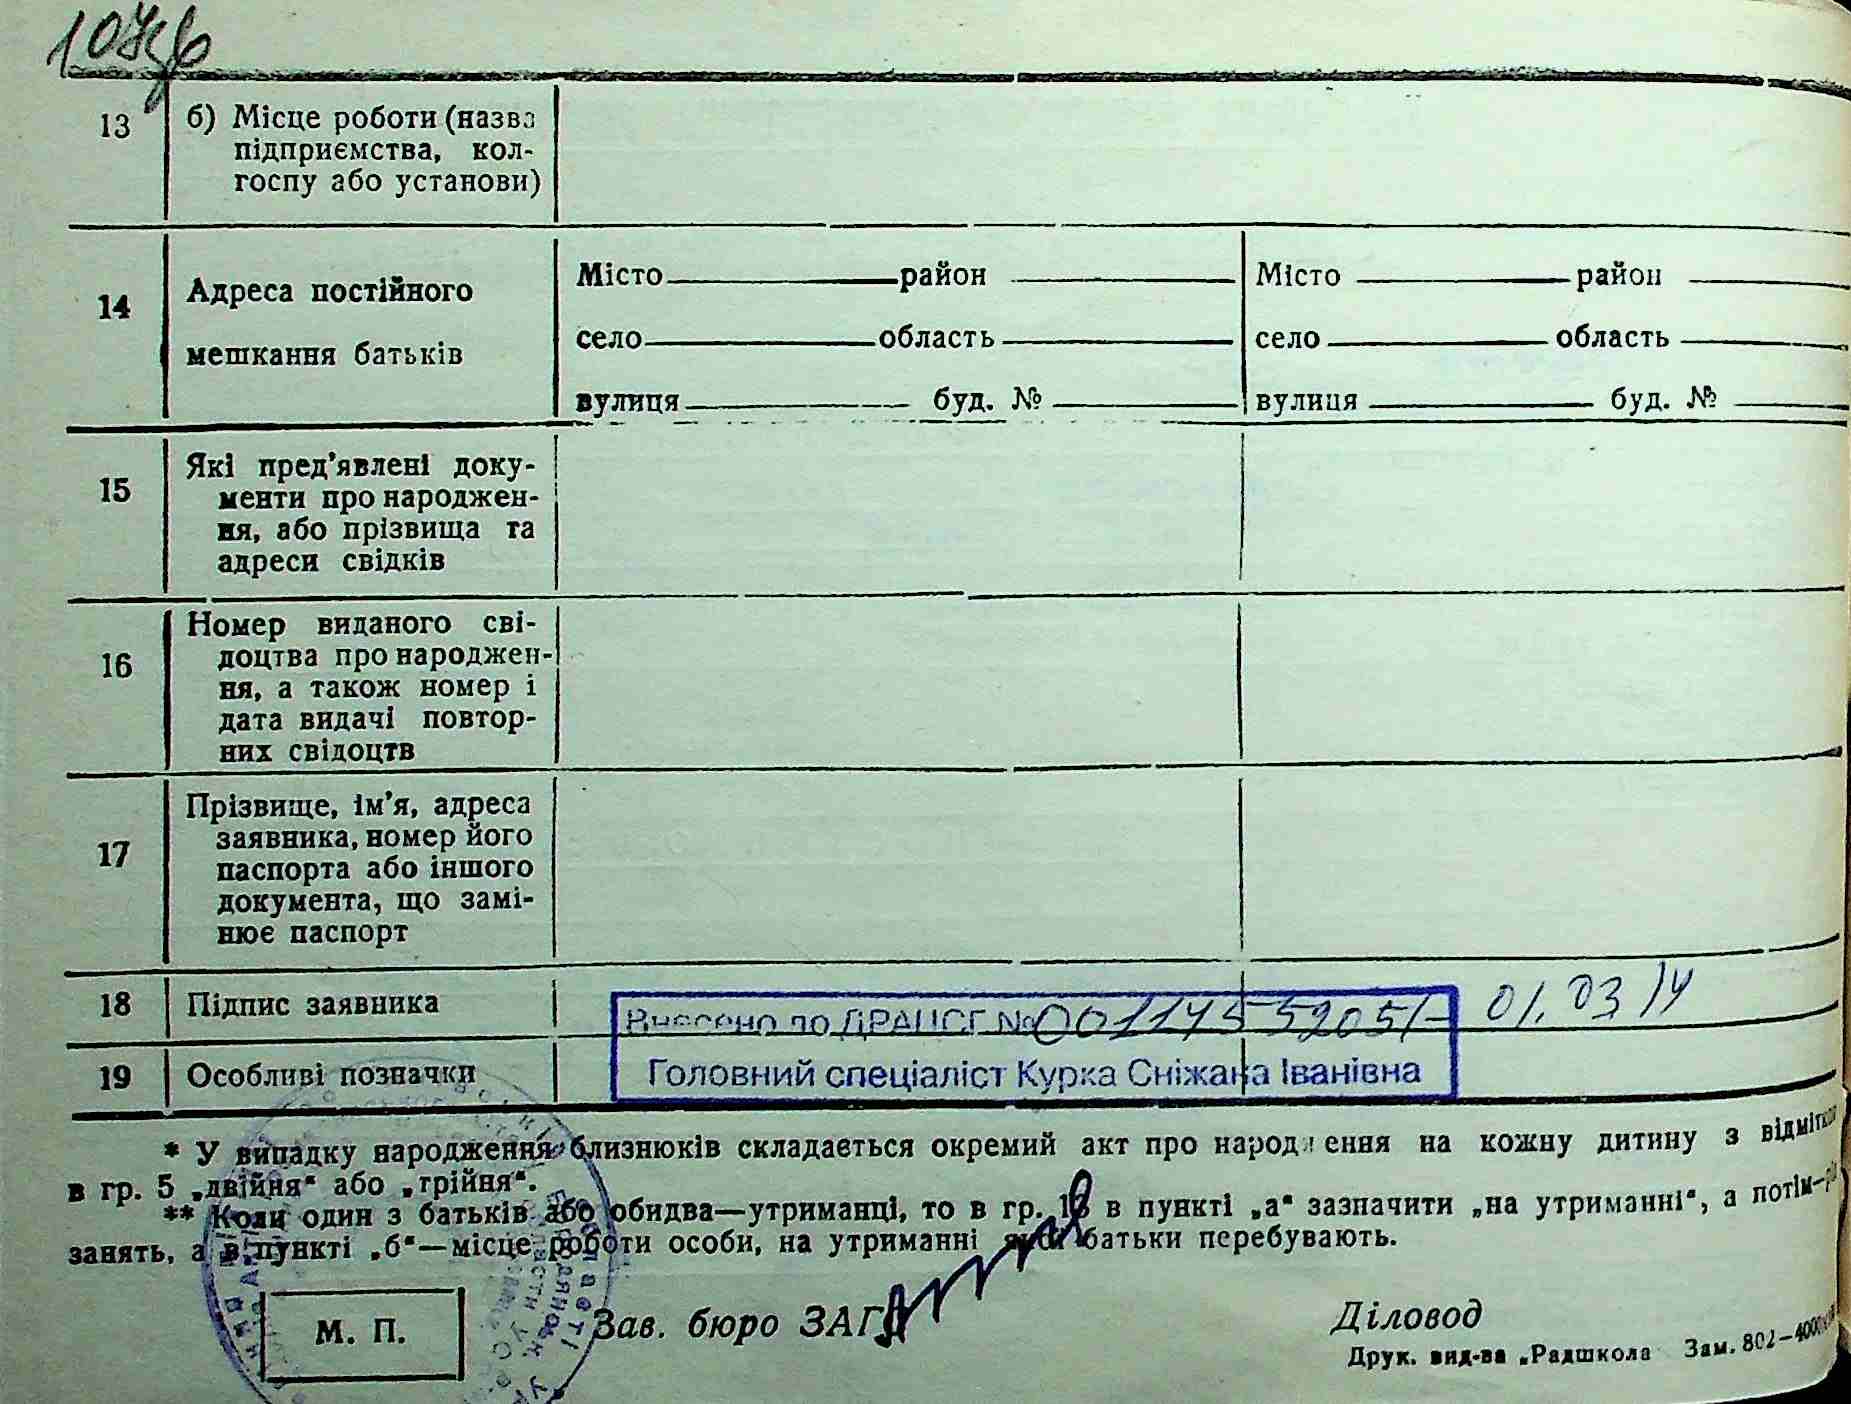 13
б) Місце роботи (назва
підприємства, кол-
госпу або установи)
14
Адреса постійного
мешкання батьків
Місто район
село область
вулиця буд. №
Місто район
село область
вулиця буд. №
15
Які пред'явлені доку-
менти про народжен-
ня, або прізвища та
адреси свідків
16
Номер виданого сві-
доцтва про народжен-
ня, а також номер і
дата видачі повтор-
них свідоцтв
17
Прізвище, ім'я, адреса
заявника, номер його
паспорта або іншого
документа, що замі-
нює паспорт
18
Підпис заявника
Внесено до ДРАЦСГ № 01.03.14
19
Особливі позначки
Головний спеціаліст Курка Сніжана Іванівна
* У випадку народження близнюків складається окремий акт про народження на кожну дитину з відміткою
в гр. 5 „двійня“ або „трійня“.
** Коли один з батьків або обидва—утриманці, то в гр. 13 в пункті „а“ зазначити „на утриманні“, а потім—
занять, а в пункті „б“—місце роботи особи, на утриманні якої батьки перебувають.
М. П.
Зав. бюро ЗАГС
Діловод
Друк. вид-ва „Радшкола Зам. 802—